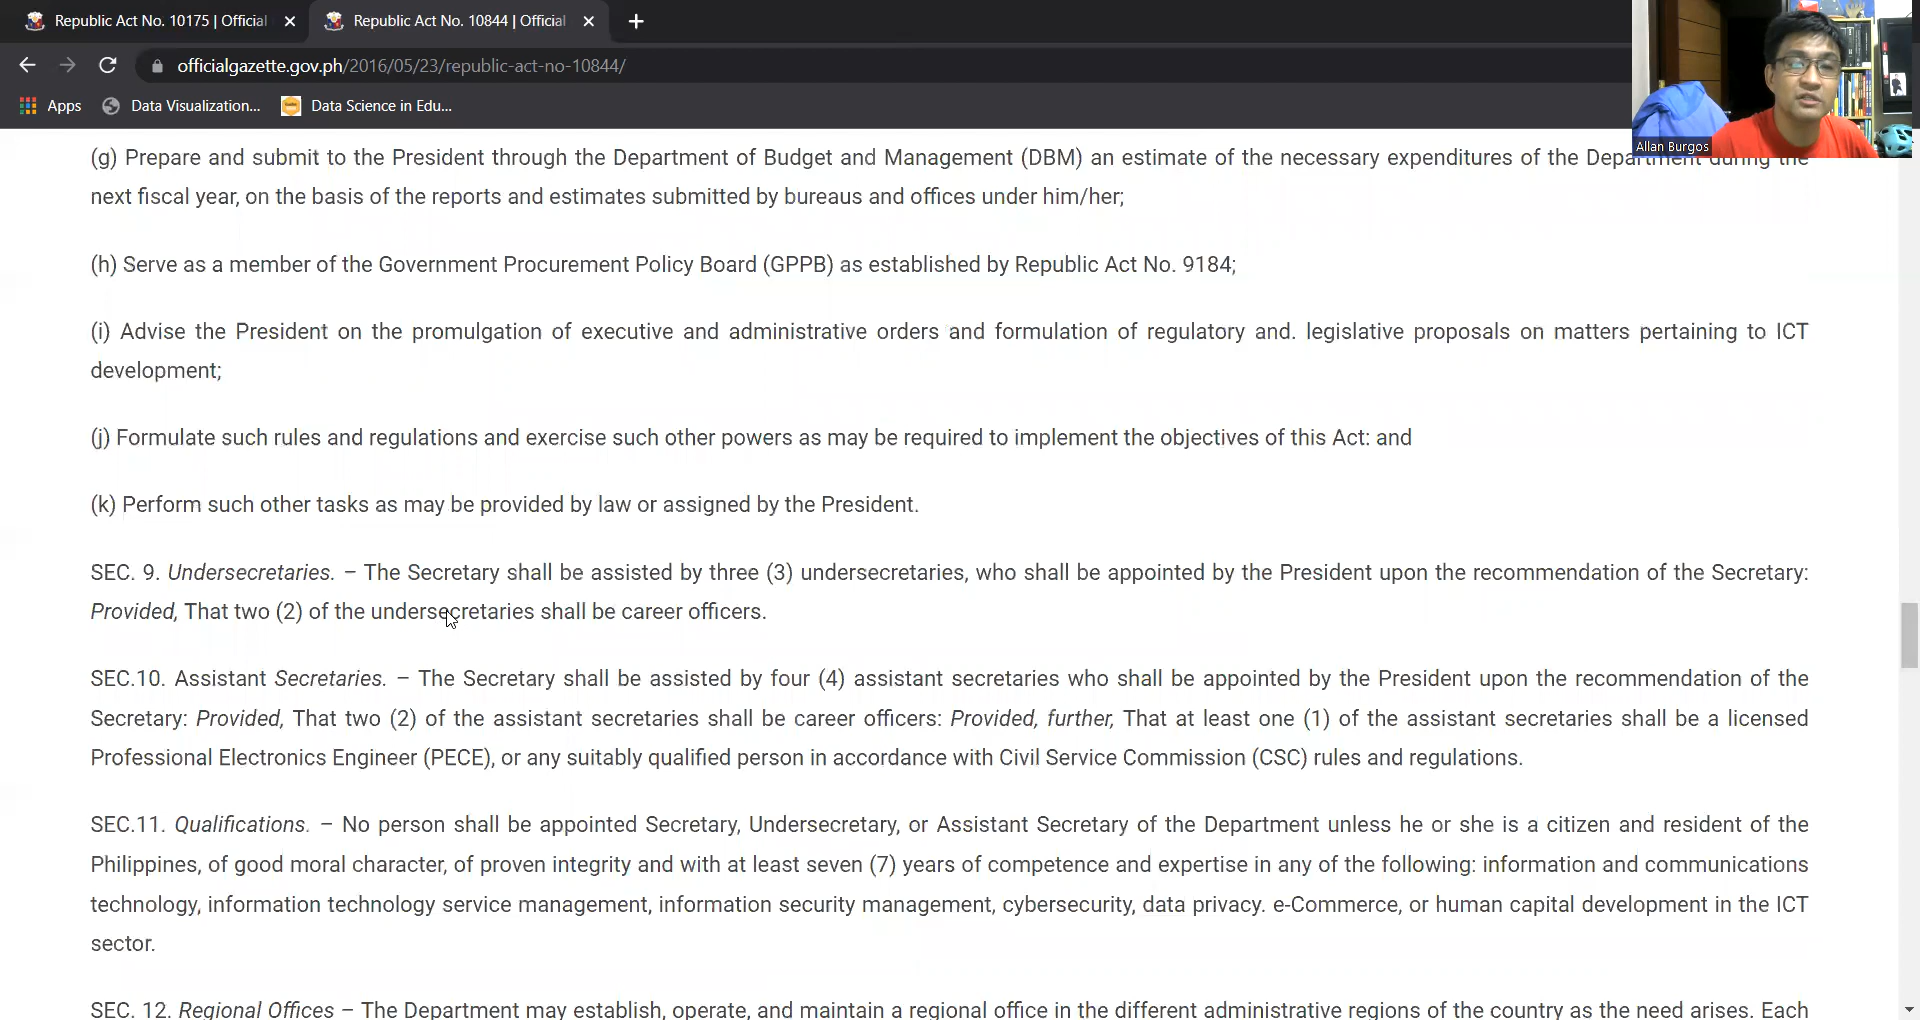 Republic Act No. 10175 | Official
Republic Act No. 10844 | Official
officialgazette.gov.ph/2016/05/23/republic-act-no-10844/
Apps
Data Visualization...
Data Science in Edu...
Allan Burgos
(g) Prepare and submit to the President through the Department of Budget and Management (DBM) an estimate of the necessary expenditures of the Department during the
next fiscal year, on the basis of the reports and estimates submitted by bureaus and offices under him/her;
(h) Serve as a member of the Government Procurement Policy Board (GPPB) as established by Republic Act No. 9184;
(i) Advise the President on the promulgation of executive and administrative orders and formulation of regulatory and. legislative proposals on matters pertaining to ICT
development;
(j) Formulate such rules and regulations and exercise such other powers as may be required to implement the objectives of this Act: and
(k) Perform such other tasks as may be provided by law or assigned by the President.
SEC. 9. Undersecretaries. – The Secretary shall be assisted by three (3) undersecretaries, who shall be appointed by the President upon the recommendation of the Secretary:
Provided, That two (2) of the undersecretaries shall be career officers.
SEC.10. Assistant Secretaries. – The Secretary shall be assisted by four (4) assistant secretaries who shall be appointed by the President upon the recommendation of the
Secretary: Provided, That two (2) of the assistant secretaries shall be career officers: Provided, further, That at least one (1) of the assistant secretaries shall be a licensed
Professional Electronics Engineer (PECE), or any suitably qualified person in accordance with Civil Service Commission (CSC) rules and regulations.
SEC.11. Qualifications. – No person shall be appointed Secretary, Undersecretary, or Assistant Secretary of the Department unless he or she is a citizen and resident of the
Philippines, of good moral character, of proven integrity and with at least seven (7) years of competence and expertise in any of the following: information and communications
technology, information technology service management, information security management, cybersecurity, data privacy. e-Commerce, or human capital development in the ICT
sector.
SEC. 12. Regional Offices – The Department may establish, operate, and maintain a regional office in the different administrative regions of the country as the need arises. Each